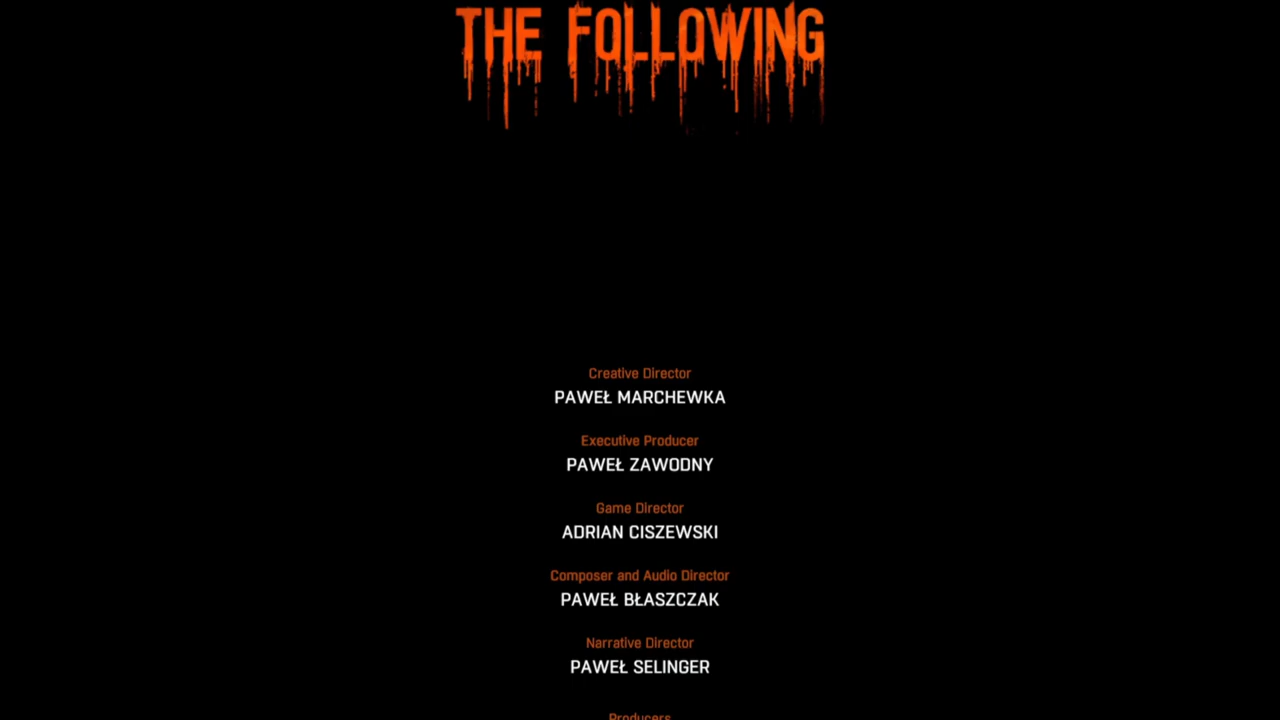 THE FOLLOWING
Creative Director
PAWEŁ MARCHEWKA
Executive Producer
PAWEŁ ZAWODNY
Game Director
ADRIAN CISZEWSKI
Composer and Audio Director
PAWEŁ BŁASZCZAK
Narrative Director
PAWEŁ SELINGER
Producers